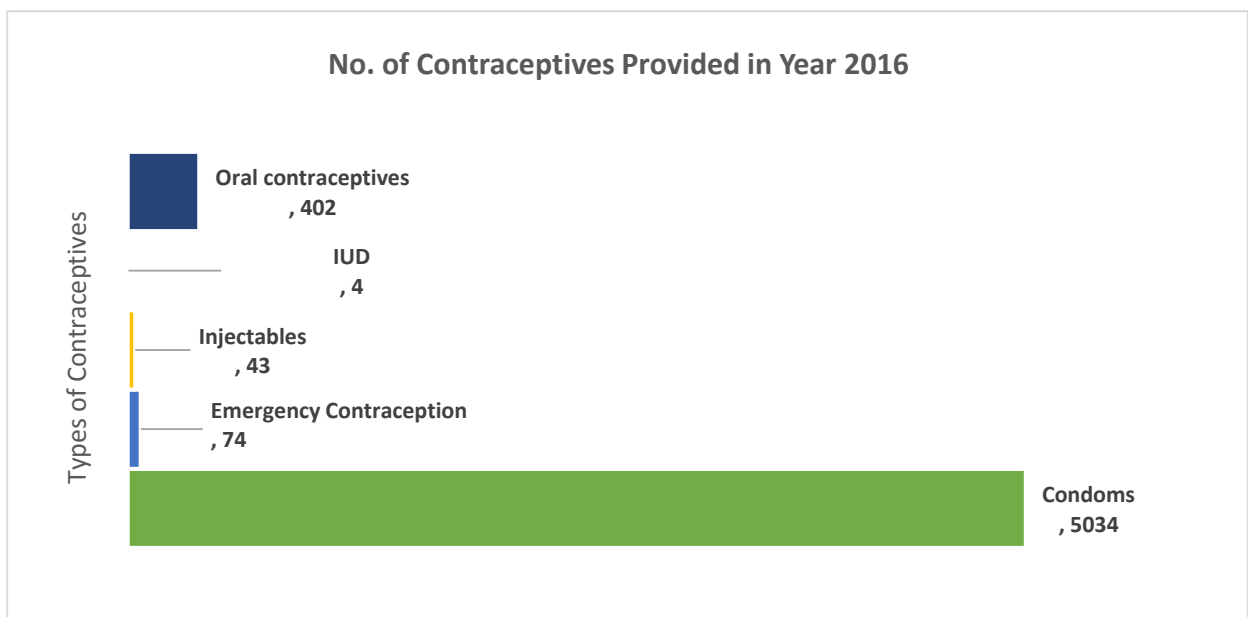 No. of Contraceptives Provided in Year 2016
Types of Contraceptives
Oral contraceptives
, 402
IUD
, 4
Injectables
, 43
Emergency Contraception
, 74
Condoms
, 5034